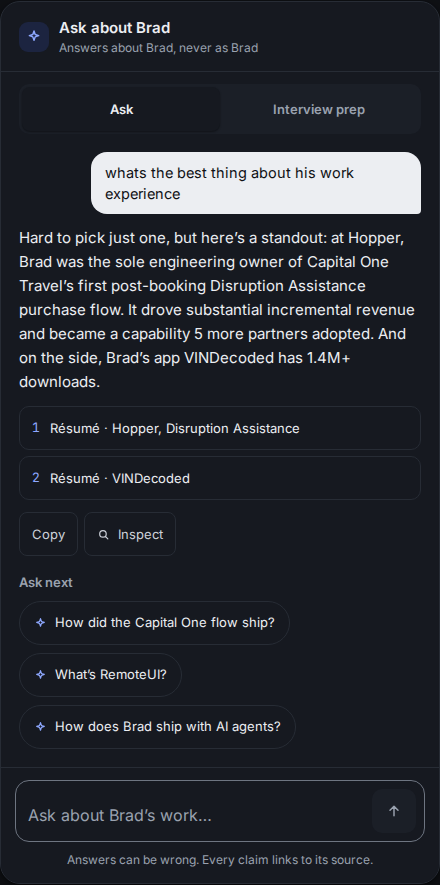 Ask about Brad
Answers about Brad, never as Brad
Ask
Interview prep
whats the best thing about his work
experience
Hard to pick just one, but here’s a standout: at Hopper,
Brad was the sole engineering owner of Capital One
Travel’s first post-booking Disruption Assistance
purchase flow. It drove substantial incremental revenue
and became a capability 5 more partners adopted. And
on the side, Brad’s app VINDecoded has 1.4M+
downloads.
1 Résumé · Hopper, Disruption Assistance
2 Résumé · VINDecoded
Copy
Inspect
Ask next
How did the Capital One flow ship?
What’s RemoteUI?
How does Brad ship with AI agents?
Ask about Brad’s work…
Answers can be wrong. Every claim links to its source.